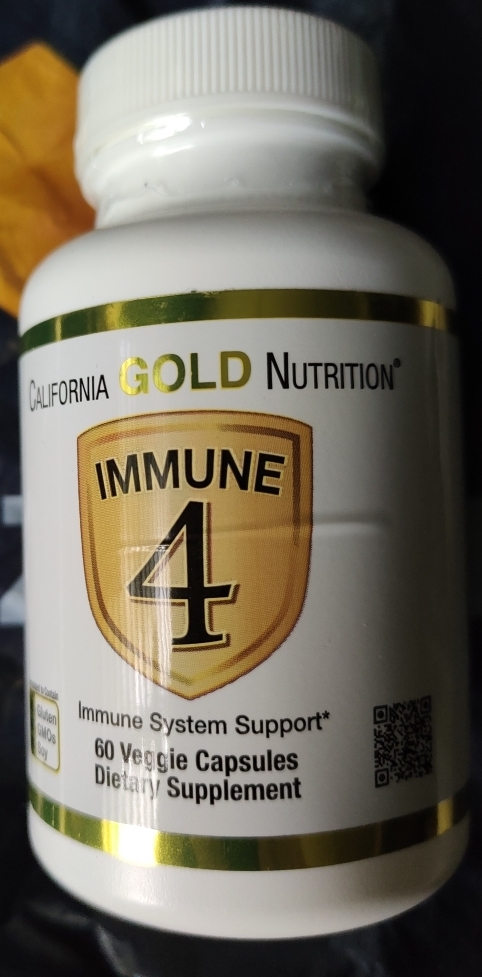 CALIFORNIA GOLD NUTRITION®
IMMUNE
4
Gluten
GMOs
Soy
Immune System Support*
60 Veggie Capsules
Dietary Supplement